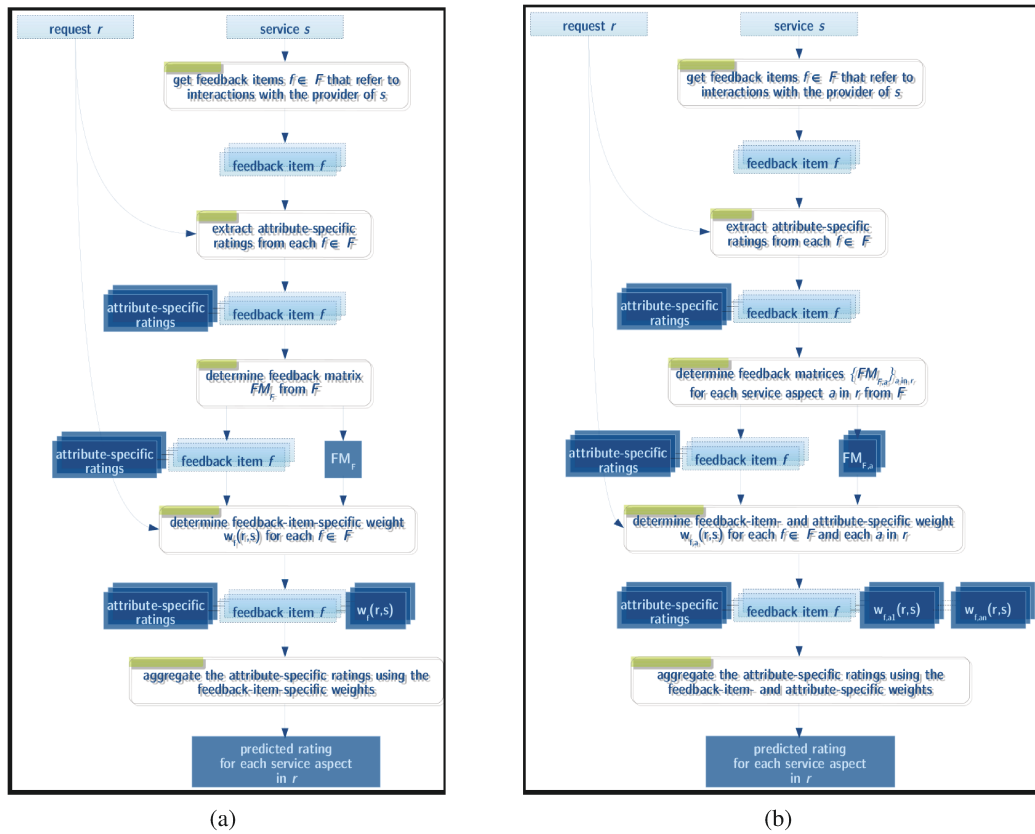 request r
service s
get feedback items f ∈ F that refer to
interactions with the provider of s
feedback item f
extract attribute-specific
ratings from each f ∈ F
attribute-specific
ratings
feedback item f
determine feedback matrix
FM_F from F
attribute-specific
ratings
feedback item f
FM_F
determine feedback-item-specific weight
w_f(r,s) for each f ∈ F
attribute-specific
ratings
feedback item f
w_f(r,s)
aggregate the attribute-specific ratings using the
feedback-item-specific weights
predicted rating
for each service aspect
in r
(a)
request r
service s
get feedback items f ∈ F that refer to
interactions with the provider of s
feedback item f
extract attribute-specific
ratings from each f ∈ F
attribute-specific
ratings
feedback item f
determine feedback matrices {FM_F,a}_a in r
for each service aspect a in r from F
attribute-specific
ratings
feedback item f
FM_F,a
determine feedback-item- and attribute-specific weight
w_f,a(r,s) for each f ∈ F and each a in r
attribute-specific
ratings
feedback item f
w_f,a1(r,s)
w_f,an(r,s)
aggregate the attribute-specific ratings using the
feedback-item- and attribute-specific weights
predicted rating
for each service aspect
in r
(b)